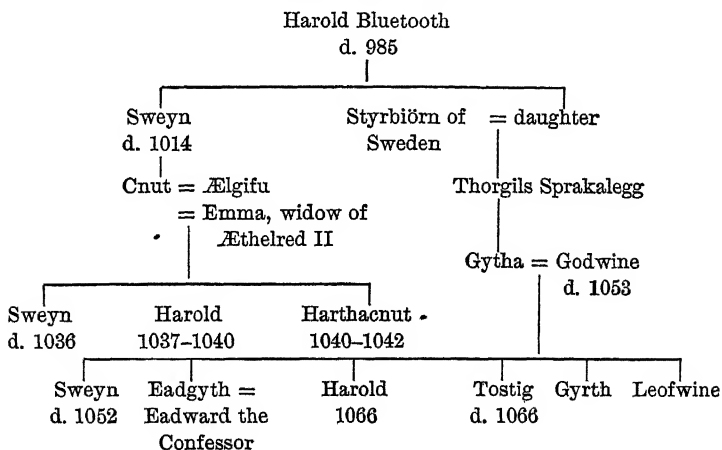 Harold Bluetooth
d. 985
Sweyn
d. 1014
Styrbiörn of = daughter
Sweden
Cnut = Ælgifu
= Emma, widow of
Æthelred II
Thorgils Sprakalegg
Gytha = Godwine
d. 1053
Sweyn
d. 1036
Harold
1037–1040
Harthacnut
1040–1042
Sweyn
d. 1052
Eadgyth =
Eadward the
Confessor
Harold
1066
Tostig
d. 1066
Gyrth
Leofwine